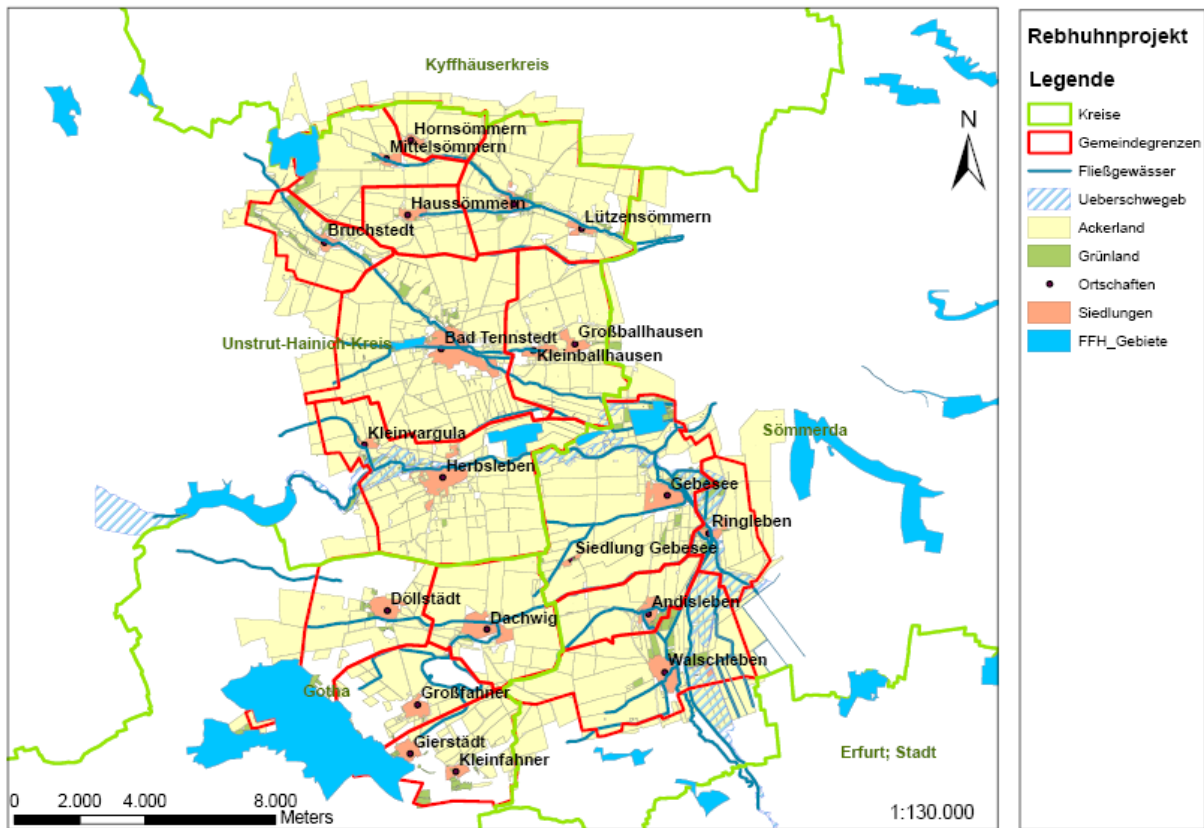 Kyffhäuserkreis
Hornsömmern
Mittelsömmern
Haussömmern
Lützensömmern
Bruchstedt
Unstrut-Hainich-Kreis
Bad Tennstedt
Großballhausen
Kleinballhausen
Kleinvargula
Sömmerda
Herbsleben
Gebesee
Ringleben
Siedlung Gebesee
Döllstädt
Dachwig
Andisleben
Walschleben
Gotha
Großfahner
Gierstädt
Kleinfahner
Erfurt; Stadt
0 2.000 4.000 8.000
Meters
1:130.000
N
Rebhuhnprojekt
Legende
Kreise
Gemeindegrenzen
Fließgewässer
Ueberschwegeb
Ackerland
Grünland
Ortschaften
Siedlungen
FFH_Gebiete